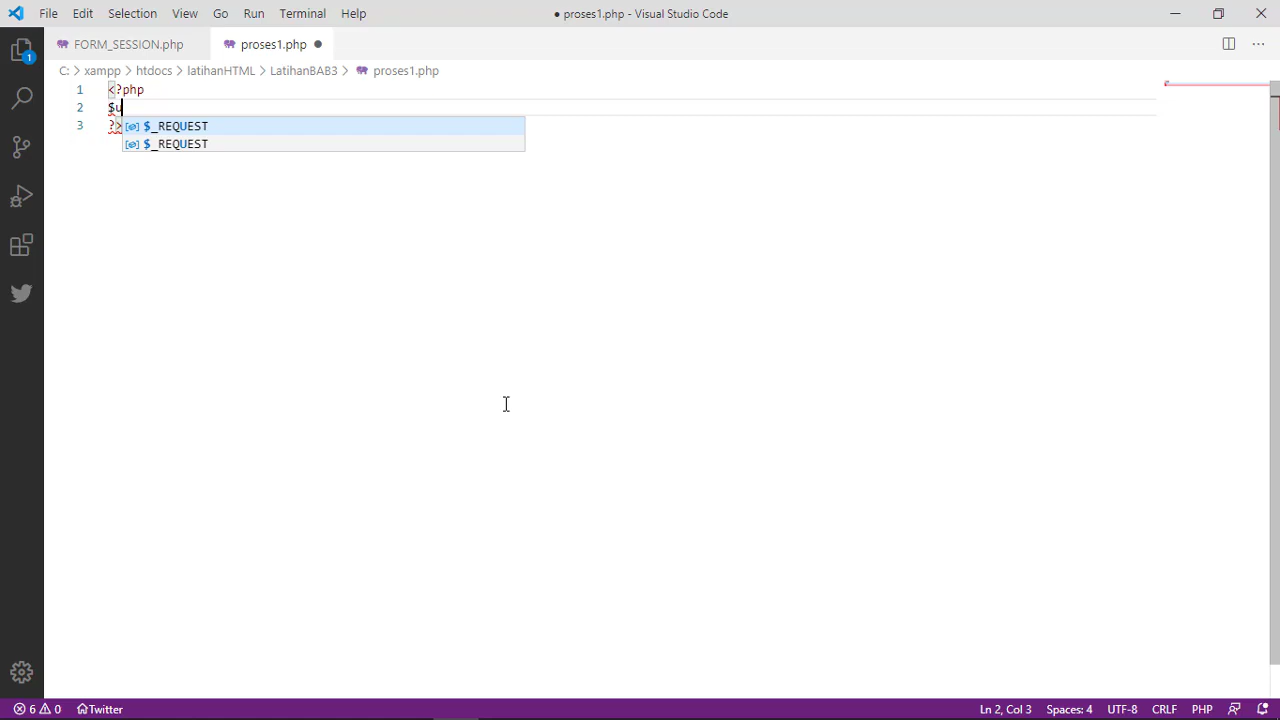 File Edit Selection View Go Run Terminal Help ● proses1.php - Visual Studio Code
FORM_SESSION.php proses1.php ●
C: > xampp > htdocs > latihanHTML > LatihanBAB3 > proses1.php
1 <?php
2 $u
3 ?>
$_REQUEST
$_REQUEST
1
6 0 Twitter Ln 2, Col 3 Spaces: 4 UTF-8 CRLF PHP